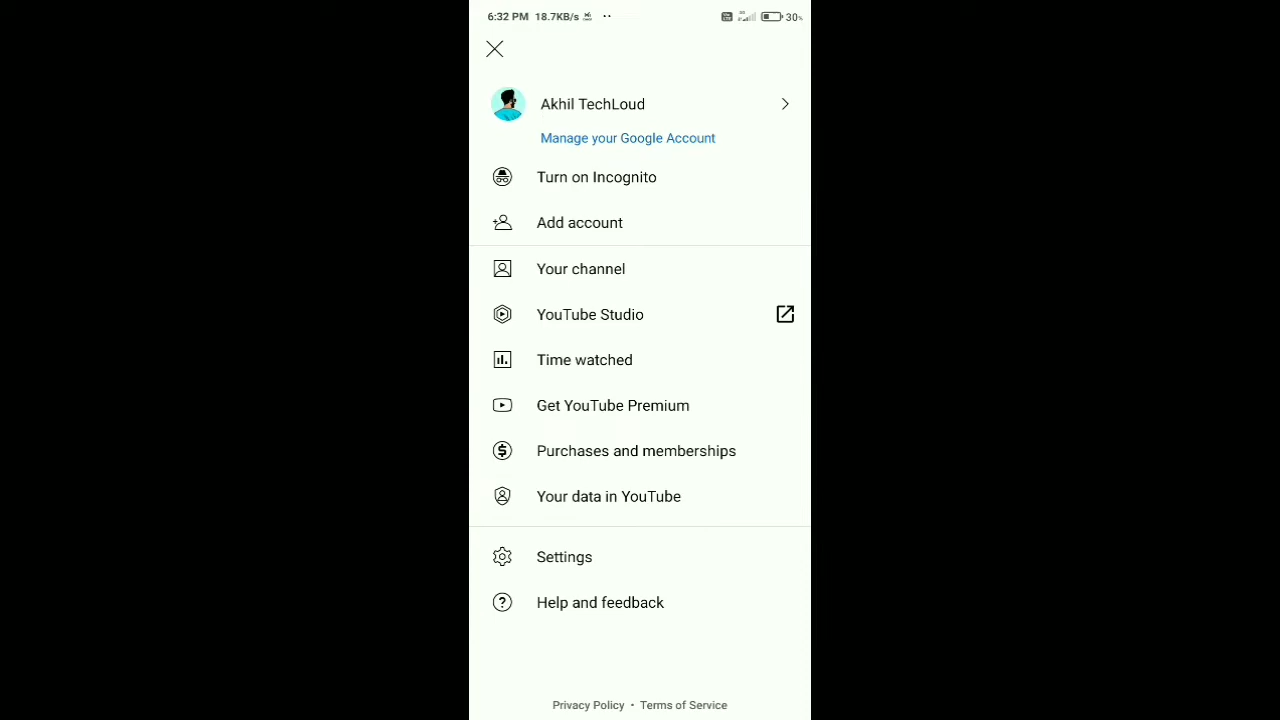 6:32 PM 18.7KB/s
30%
Akhil TechLoud
Manage your Google Account
Turn on Incognito
Add account
Your channel
YouTube Studio
Time watched
Get YouTube Premium
Purchases and memberships
Your data in YouTube
Settings
Help and feedback
Privacy Policy • Terms of Service